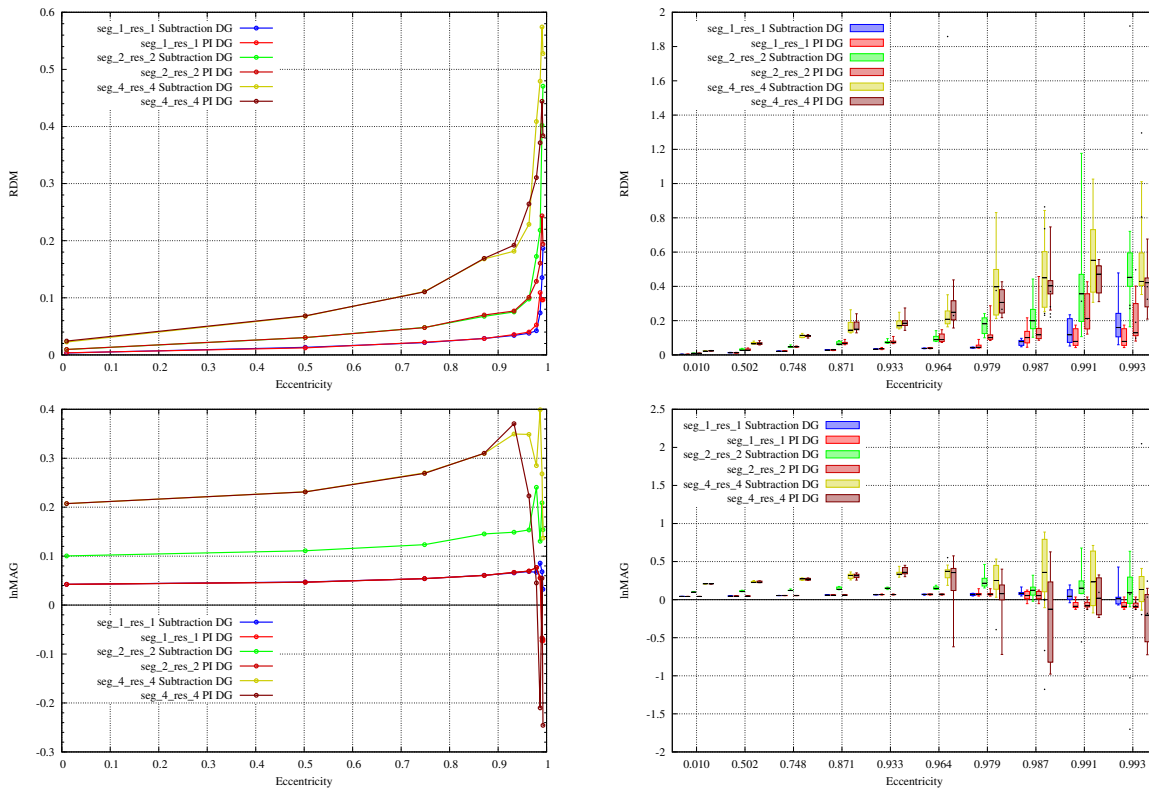 seg_1_res_1 Subtraction DG
seg_1_res_1 PI DG
seg_2_res_2 Subtraction DG
seg_2_res_2 PI DG
seg_4_res_4 Subtraction DG
seg_4_res_4 PI DG
RDM
0.6
0.5
0.4
0.3
0.2
0.1
0
0 0.1 0.2 0.3 0.4 0.5 0.6 0.7 0.8 0.9 1
Eccentricity
seg_1_res_1 Subtraction DG
seg_1_res_1 PI DG
seg_2_res_2 Subtraction DG
seg_2_res_2 PI DG
seg_4_res_4 Subtraction DG
seg_4_res_4 PI DG
RDM
2
1.8
1.6
1.4
1.2
1
0.8
0.6
0.4
0.2
0
0.010 0.502 0.748 0.871 0.933 0.964 0.979 0.987 0.991 0.993
Eccentricity
lnMAG
0.4
0.3
0.2
0.1
0
-0.1
-0.2
-0.3
seg_1_res_1 Subtraction DG
seg_1_res_1 PI DG
seg_2_res_2 Subtraction DG
seg_2_res_2 PI DG
seg_4_res_4 Subtraction DG
seg_4_res_4 PI DG
0 0.1 0.2 0.3 0.4 0.5 0.6 0.7 0.8 0.9 1
Eccentricity
seg_1_res_1 Subtraction DG
seg_1_res_1 PI DG
seg_2_res_2 Subtraction DG
seg_2_res_2 PI DG
seg_4_res_4 Subtraction DG
seg_4_res_4 PI DG
lnMAG
2.5
2
1.5
1
0.5
0
-0.5
-1
-1.5
-2
0.010 0.502 0.748 0.871 0.933 0.964 0.979 0.987 0.991 0.993
Eccentricity